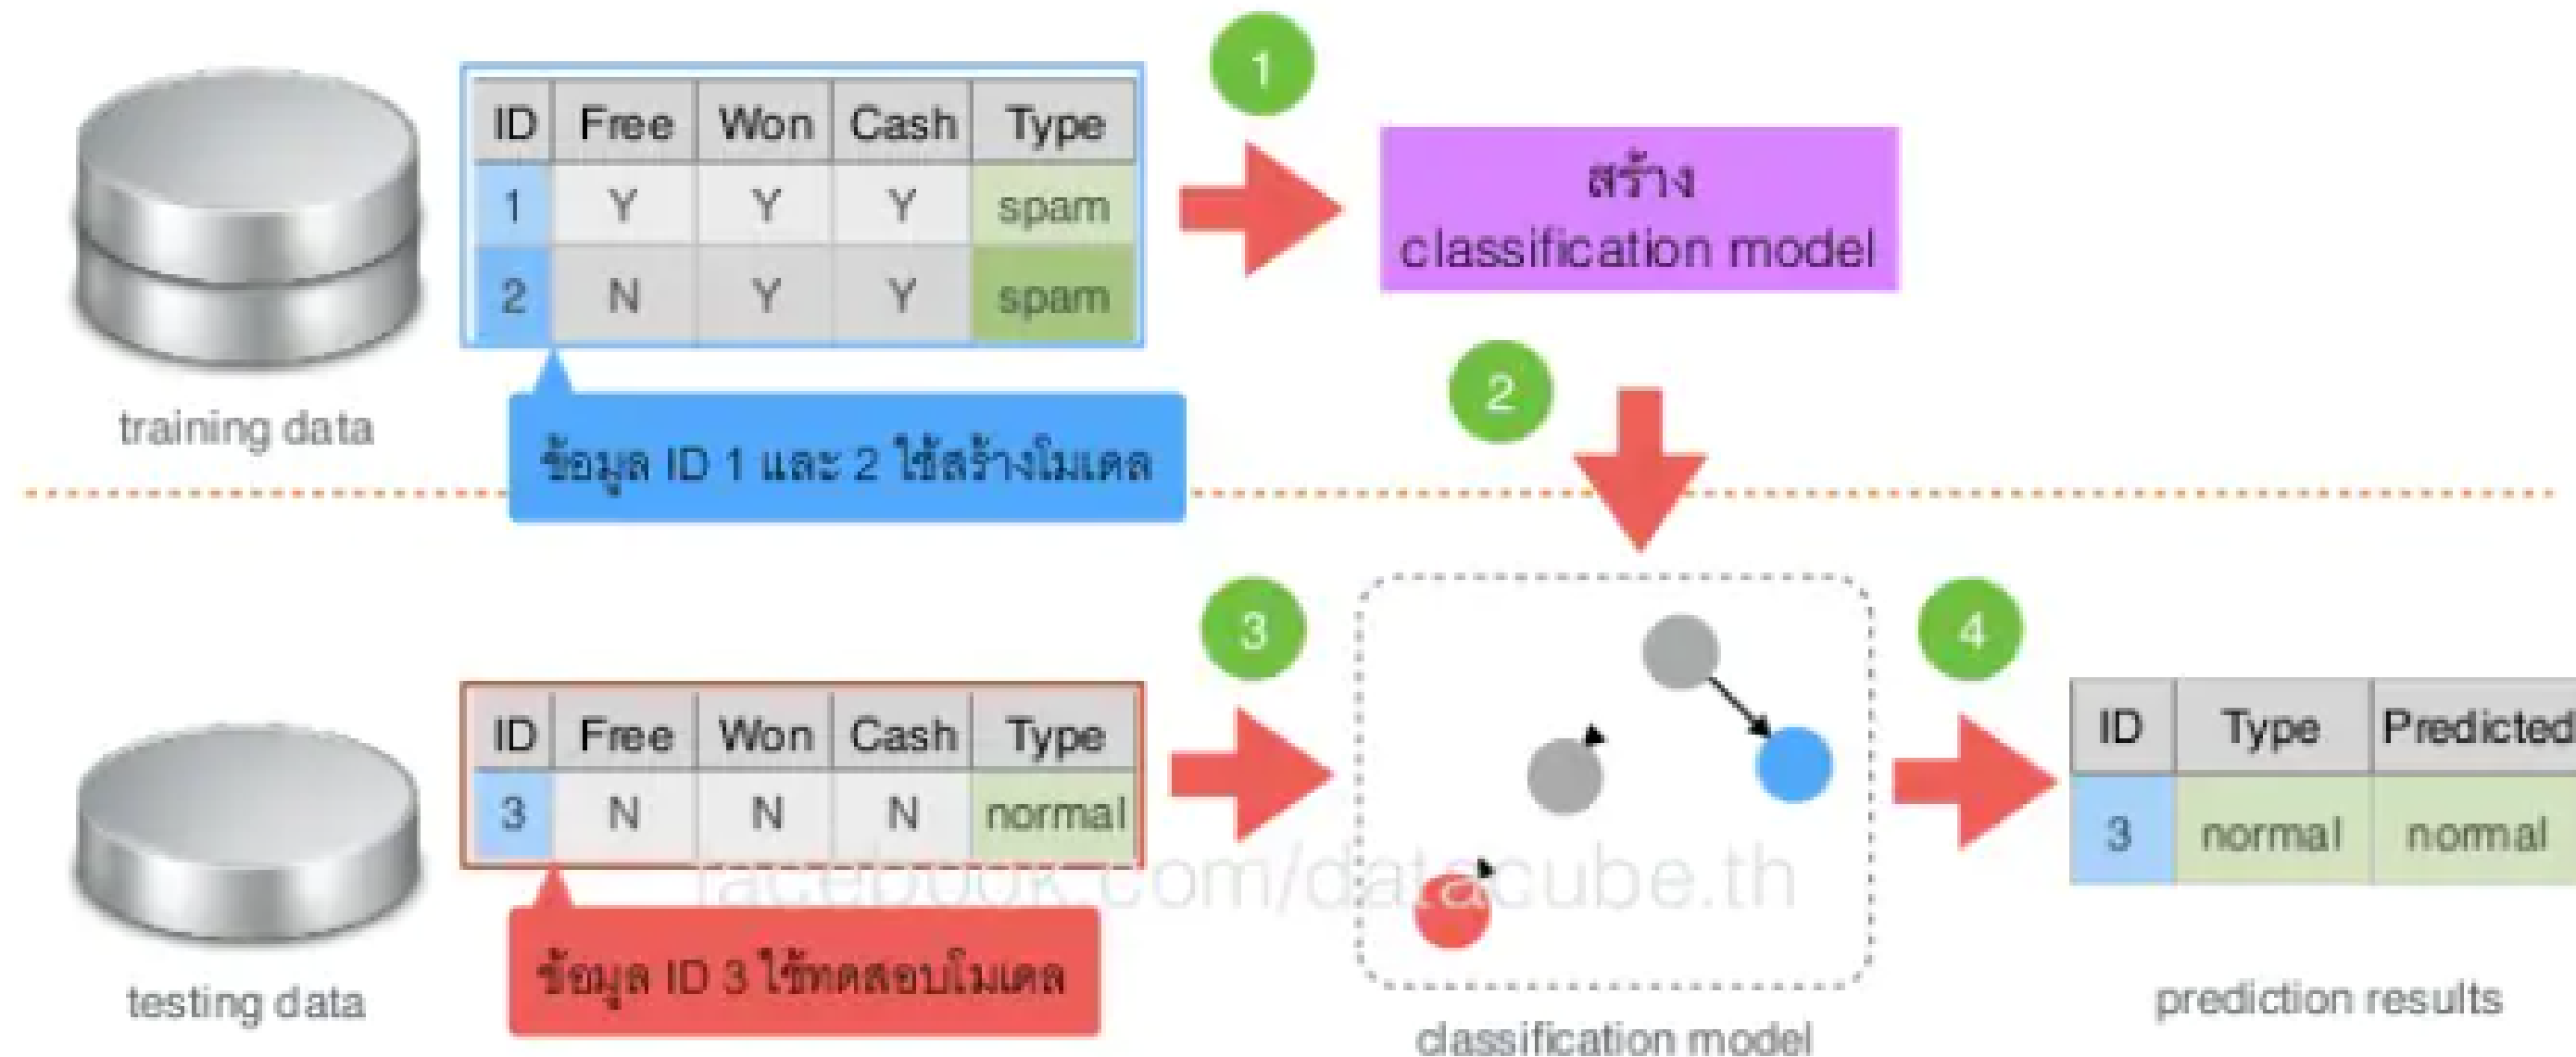 1
ID Free Won Cash Type
1 Y Y Y spam
2 N Y Y spam
สร้าง
classification model
training data
ข้อมูล ID 1 และ 2 ใช้สร้างโมเดล
2
3
4
ID Free Won Cash Type
3 N N N normal
ID Type Predicted
3 normal normal
facebook.com/datacube.th
ข้อมูล ID 3 ใช้ทดสอบโมเดล
testing data
classification model
prediction results